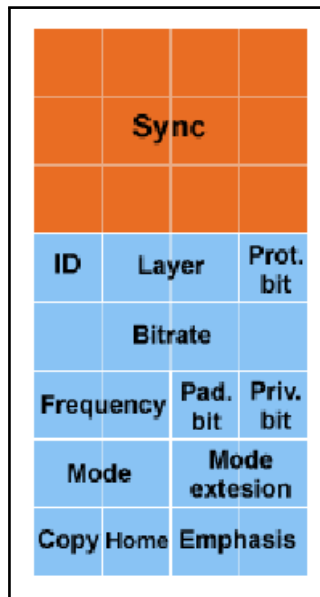 Sync
ID Layer Prot. bit
Bitrate
Frequency Pad. bit Priv. bit
Mode Mode extesion
Copy Home Emphasis